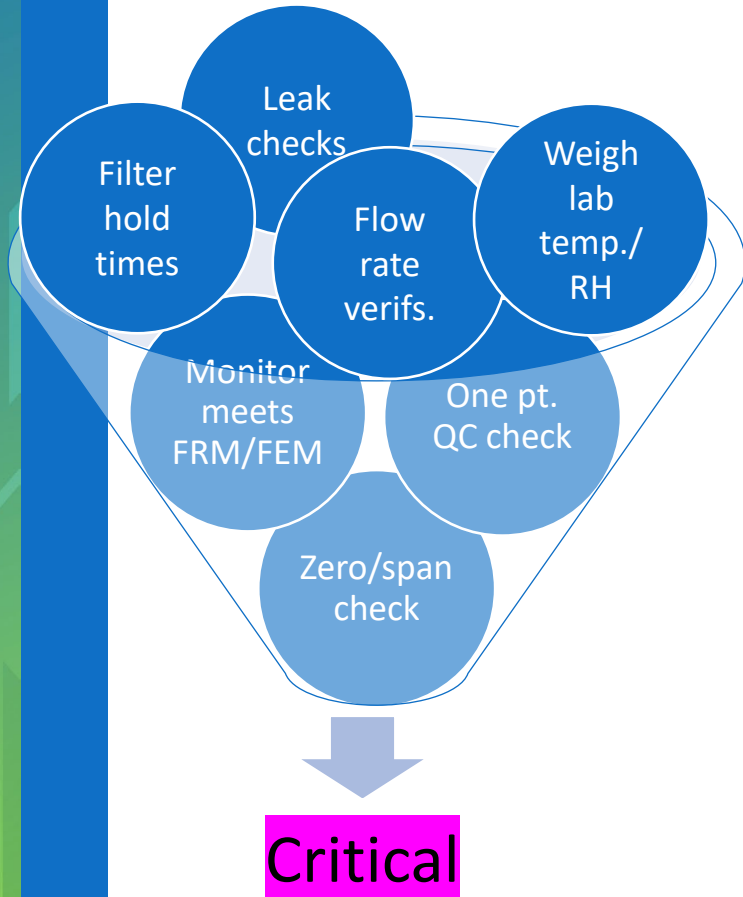 Leak
checks
Filter
hold
times
Flow
rate
verifs.
Weigh
lab
temp./
RH
Monitor
meets
FRM/FEM
One pt.
QC check
Zero/span
check
Critical